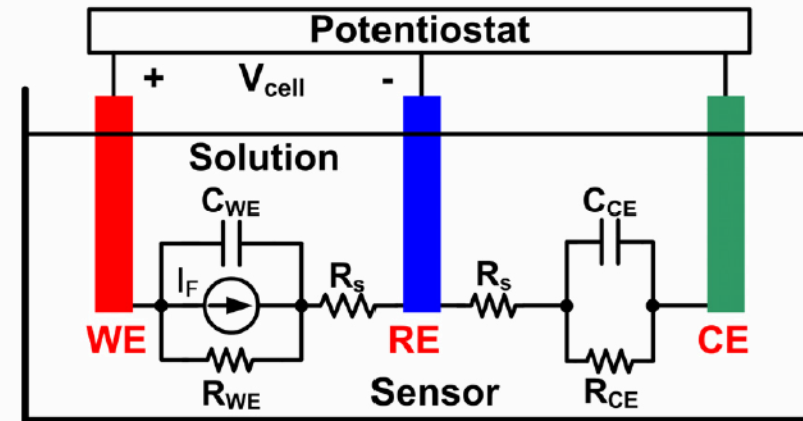 Potentiostat
+ Vcell -
Solution
CWE
CCE
IF
Rs
Rs
WE
RE
CE
RWE
Sensor
RCE